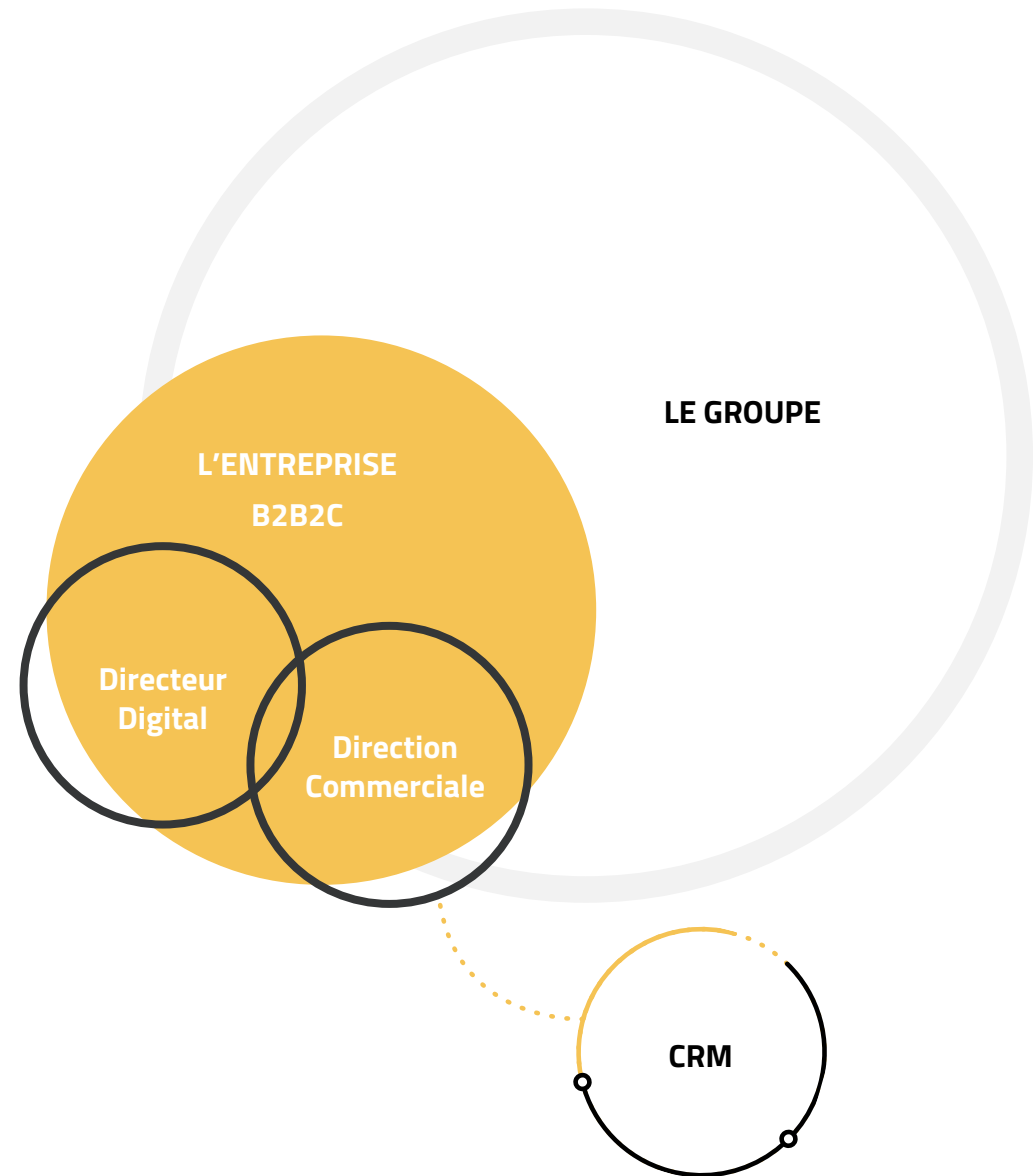 LE GROUPE
L’ENTREPRISE
B2B2C
Directeur
Digital
Direction
Commerciale
CRM